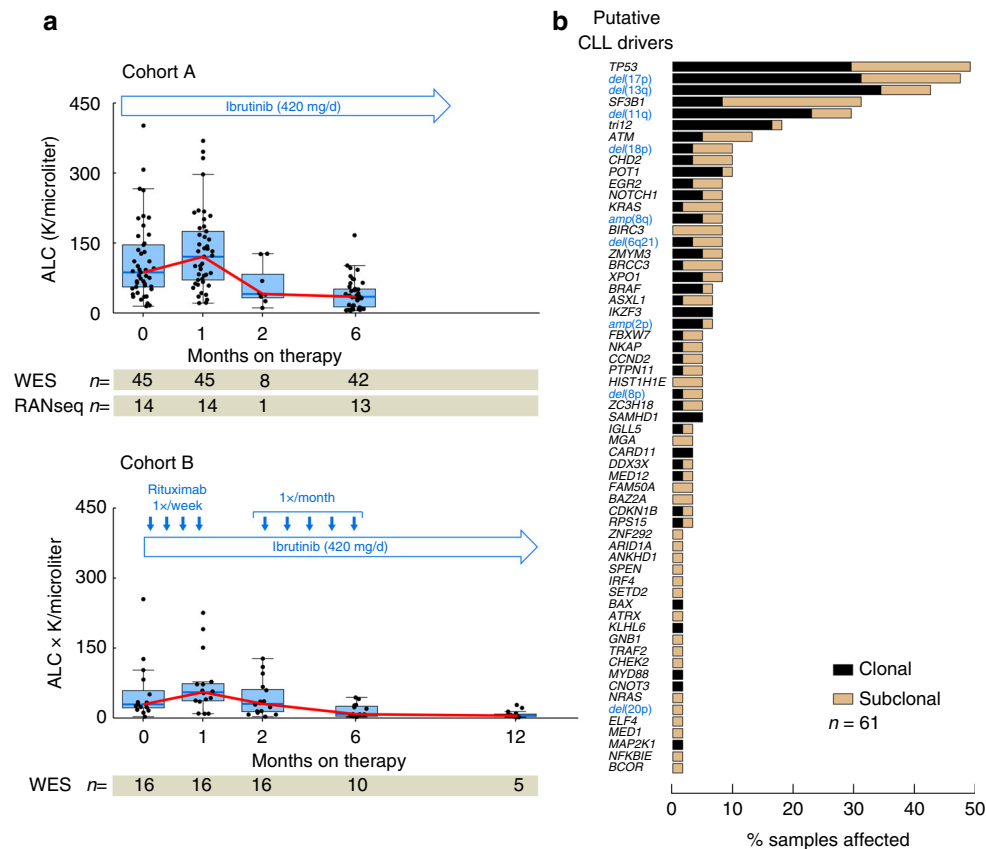 a
Cohort A
Ibrutinib (420 mg/d)
ALC (K/microliter)
450
300
150
0
0 1 2 6
Months on therapy
WES n= 45 45 8 42
RANseq n= 14 14 1 13
Cohort B
Rituximab
1×/week
1×/month
Ibrutinib (420 mg/d)
ALC × K/microliter
450
300
150
0
0 1 2 6 12
Months on therapy
WES n= 16 16 16 10 5
b
Putative
CLL drivers
TP53
del(17p)
del(13q)
SF3B1
del(11q)
tri12
ATM
del(18p)
CHD2
POT1
EGR2
NOTCH1
KRAS
amp(8q)
BIRC3
del(6q21)
ZMYM3
BRCC3
XPO1
BRAF
ASXL1
IKZF3
amp(2p)
FBXW7
NKAP
CCND2
PTPN11
HIST1H1E
del(8p)
ZC3H18
SAMHD1
IGLL5
MGA
CARD11
DDX3X
MED12
FAM50A
BAZ2A
CDKN1B
RPS15
ZNF292
ARID1A
ANKHD1
SPEN
IRF4
SETD2
BAX
ATRX
KLHL6
GNB1
TRAF2
CHEK2
MYD88
CNOT3
NRAS
del(20p)
ELF4
MED1
MAP2K1
NFKBIE
BCOR
Clonal
Subclonal
n = 61
0 10 20 30 40 50
% samples affected